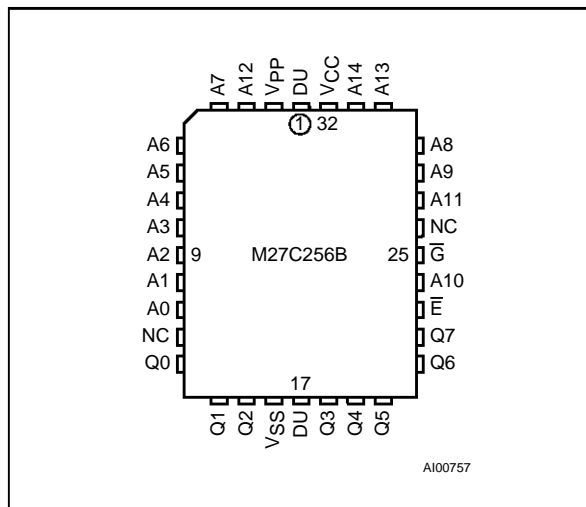 A7 A12 VPP DU VCC A14 A13
1 32
A6 A8
A5 A9
A4 A11
A3 NC
A2 9 M27C256B 25 G̅
A1 A10
A0 E̅
NC Q7
Q0 Q6
17
Q1 Q2 VSS DU Q3 Q4 Q5
AI00757